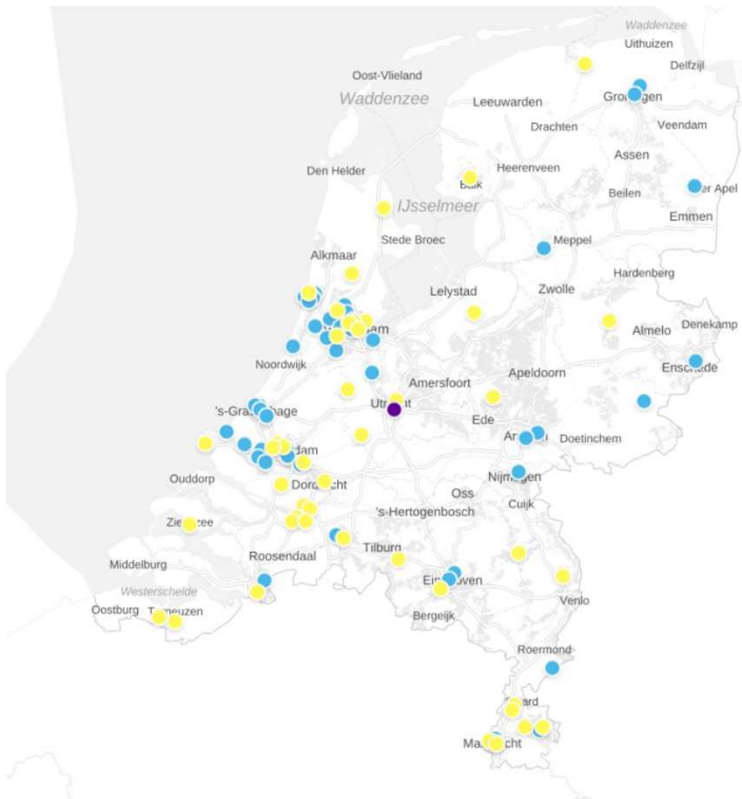 Waddenzee
Uithuizen
Delfzijl
Oost-Vlieland
Waddenzee
Leeuwarden
Drachten
Veendam
Assen
Heerenveen
Den Helder
Beilen
er Apel
IJsselmeer
Emmen
Stede Broec
Meppel
Alkmaar
Hardenberg
Lelystad
Zwolle
Almelo
Denekamp
Noordwijk
Apeldoorn
Amersfoort
Ede
Doetinchem
Ouddorp
Nijmegen
Oss
Cuijk
's-Hertogenbosch
Middelburg
Roosendaal
Tilburg
Westerschelde
Oostburg
Venlo
Bergeijk
Roermond